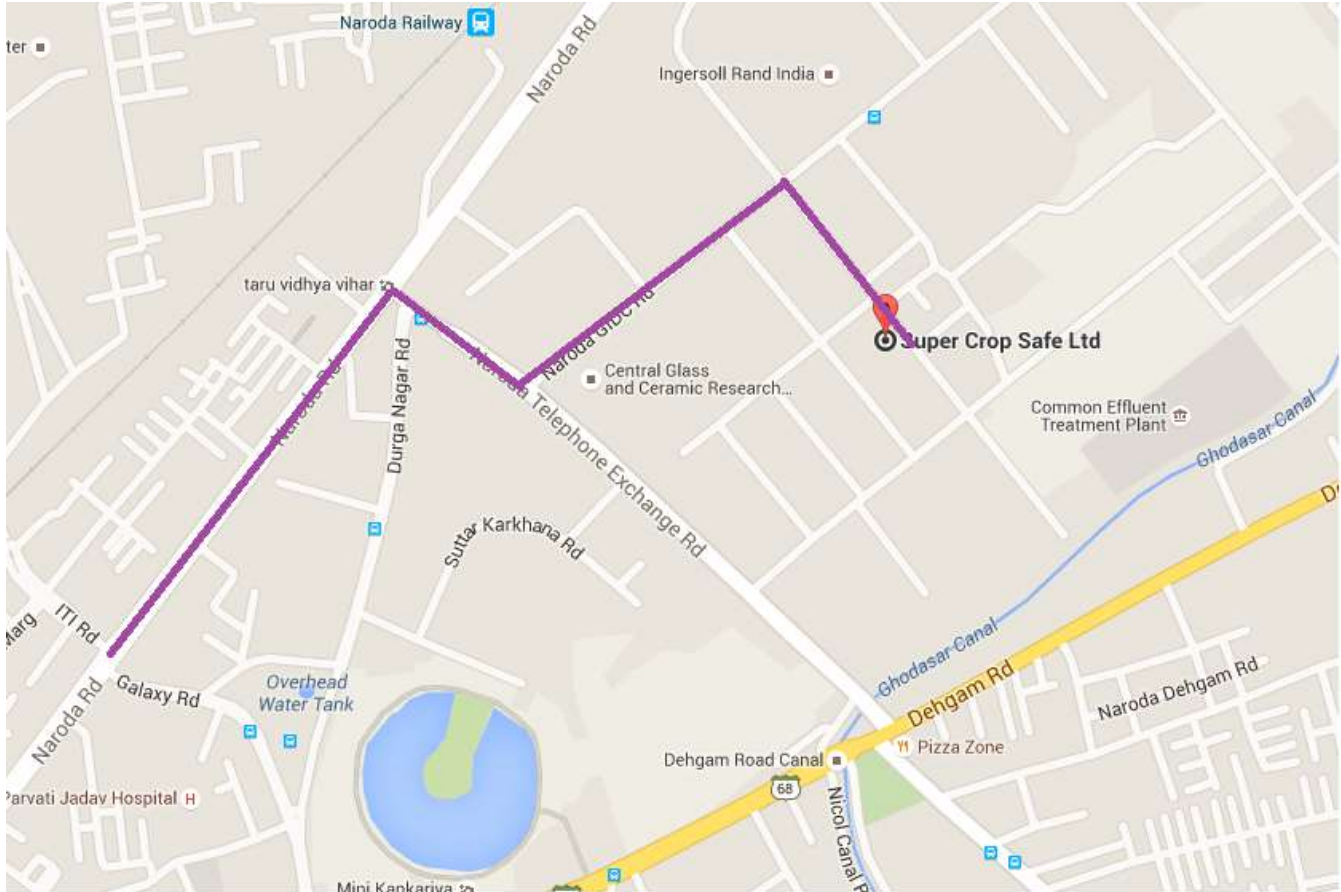 Naroda Railway
Naroda Rd
ter
Ingersoll Rand India
taru vidhya vihar
Naroda GIDC Rd
Super Crop Safe Ltd
Naroda Rd
Durga Nagar Rd
Naroda Telephone Exchange Rd
Central Glass
and Ceramic Research...
Common Effluent
Treatment Plant
Ghodasar Canal
Suttar Karkhana Rd
ITI Rd
Marg
Galaxy Rd
Overhead
Water Tank
Naroda Rd
Ghodasar Canal
Dehgam Rd
Naroda Dehgam Rd
Dehgam Road Canal
Pizza Zone
68
Nicol Canal R
Parvati Jadav Hospital H
Mini Kankariya